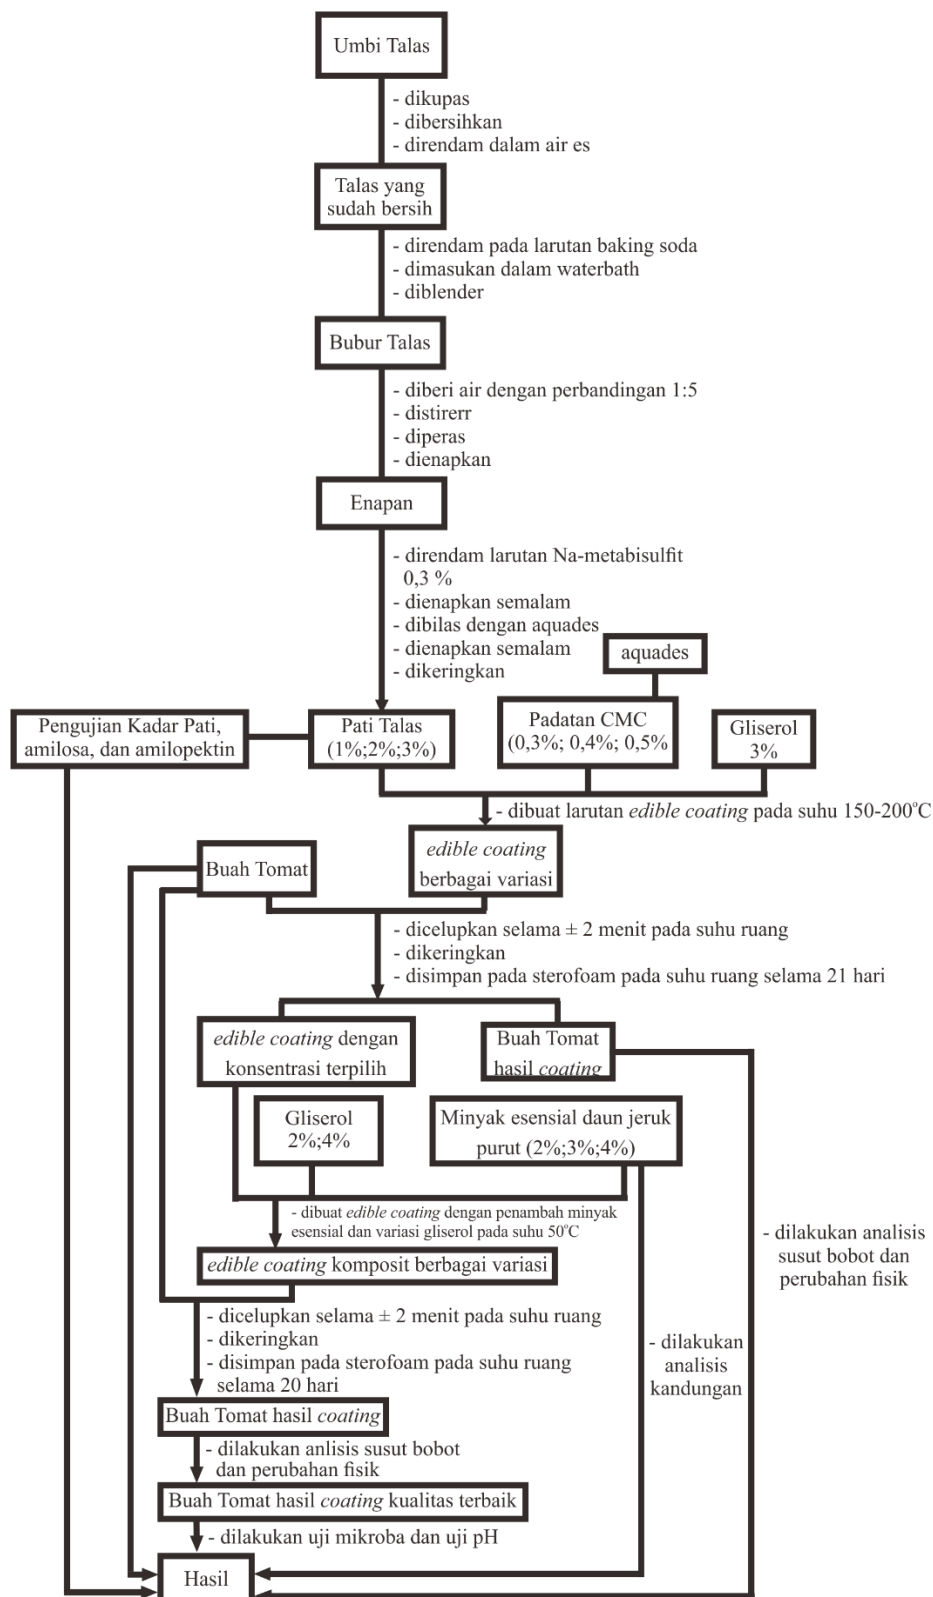 Umbi Talas
- dikupas
- dibersihkan
- direndam dalam air es
Talas yang
sudah bersih
- direndam pada larutan baking soda
- dimasukan dalam waterbath
- diblender
Bubur Talas
- diberi air dengan perbandingan 1:5
- distirerr
- diperas
- dienapkan
Enapan
- direndam larutan Na-metabisulfit
0,3 %
- dienapkan semalam
- dibilas dengan aquades
- dienapkan semalam
- dikeringkan
aquades
Pengujian Kadar Pati,
amilosa, dan amilopektin
Pati Talas
(1%;2%;3%)
Padatan CMC
(0,3%; 0,4%; 0,5%
Gliserol
3%
- dibuat larutan edible coating pada suhu 150-200°C
Buah Tomat
edible coating
berbagai variasi
- dicelupkan selama ± 2 menit pada suhu ruang
- dikeringkan
- disimpan pada sterofoam pada suhu ruang selama 21 hari
edible coating dengan
konsentrasi terpilih
Buah Tomat
hasil coating
Gliserol
2%;4%
Minyak esensial daun jeruk
purut (2%;3%;4%)
- dibuat edible coating dengan penambah minyak
esensial dan variasi gliserol pada suhu 50°C
- dilakukan analisis
susut bobot dan
perubahan fisik
edible coating komposit berbagai variasi
- dicelupkan selama ± 2 menit pada suhu ruang
- dikeringkan
- disimpan pada sterofoam pada suhu ruang
selama 20 hari
- dilakukan
analisis
kandungan
Buah Tomat hasil coating
- dilakukan anlisis susut bobot
dan perubahan fisik
Buah Tomat hasil coating kualitas terbaik
- dilakukan uji mikroba dan uji pH
Hasil